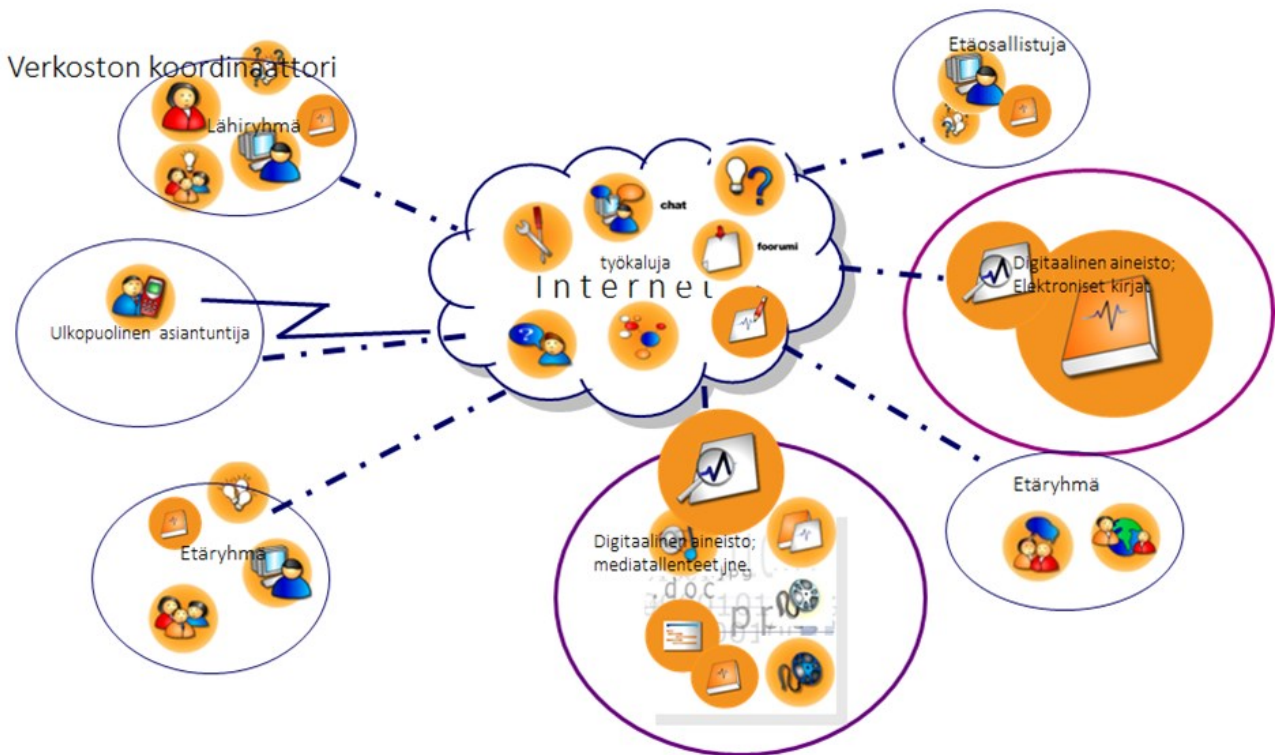 Verkoston koordinaattori
Lähiryhmä
Etäosallistuja
chat
foorumi
työkaluja
Internet
Digitaalinen aineisto;
Elektroniset kirjat
Ulkopuolinen asiantuntija
Etäryhmä
Etäryhmä
Digitaalinen aineisto;
mediatallenteet jne.
.jpg
.doc